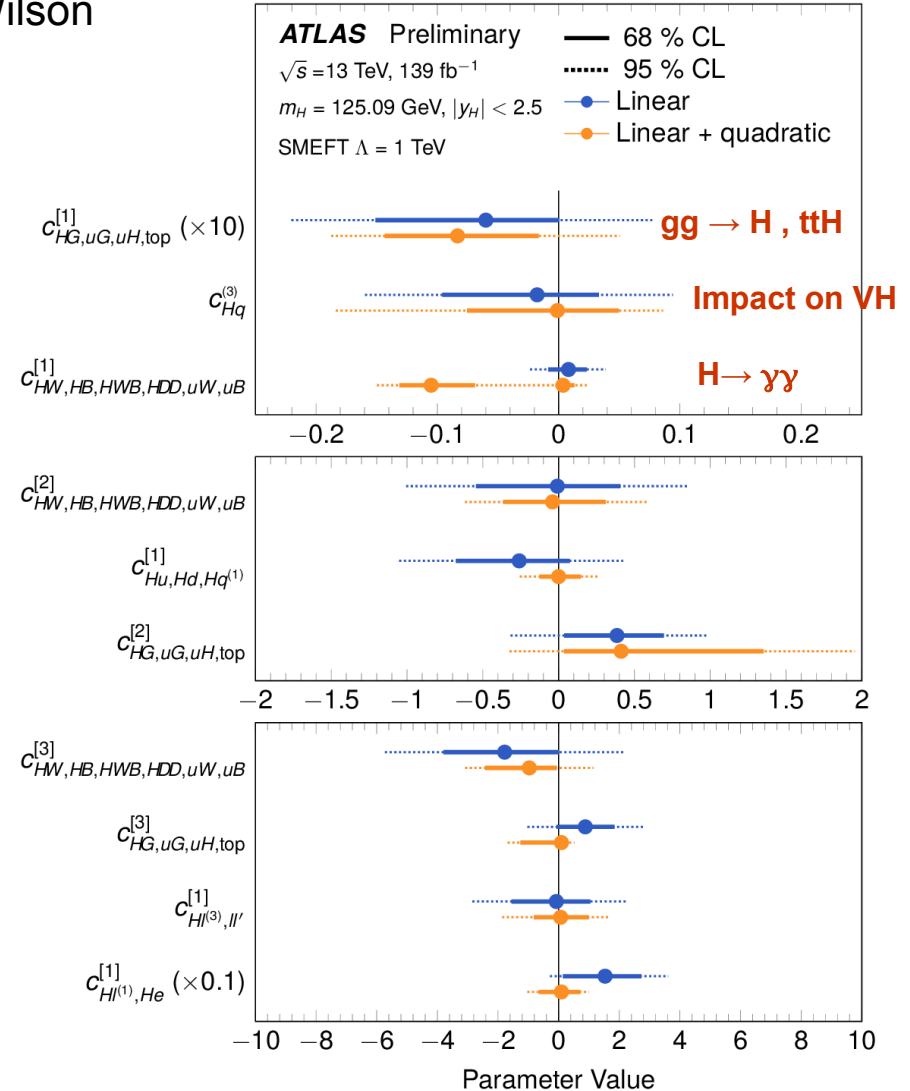 Wilson
ATLAS Preliminary
√s =13 TeV, 139 fb⁻¹
m_H = 125.09 GeV, |y_H| < 2.5
SMEFT Λ = 1 TeV
68 % CL
95 % CL
Linear
Linear + quadratic
c^[1]_HG,uG,uH,top (×10)
gg → H , ttH
c^(3)_Hq
Impact on VH
c^[1]_HW,HB,HWB,HDD,uW,uB
H→ γγ
−0.2 −0.1 0 0.1 0.2
c^[2]_HW,HB,HWB,HDD,uW,uB
c^[1]_Hu,Hd,Hq^(1)
c^[2]_HG,uG,uH,top
−2 −1.5 −1 −0.5 0 0.5 1 1.5 2
c^[3]_HW,HB,HWB,HDD,uW,uB
c^[3]_HG,uG,uH,top
c^[1]_Hl^(3),ll′
c^[1]_Hl^(1),He (×0.1)
−10 −8 −6 −4 −2 0 2 4 6 8 10
Parameter Value